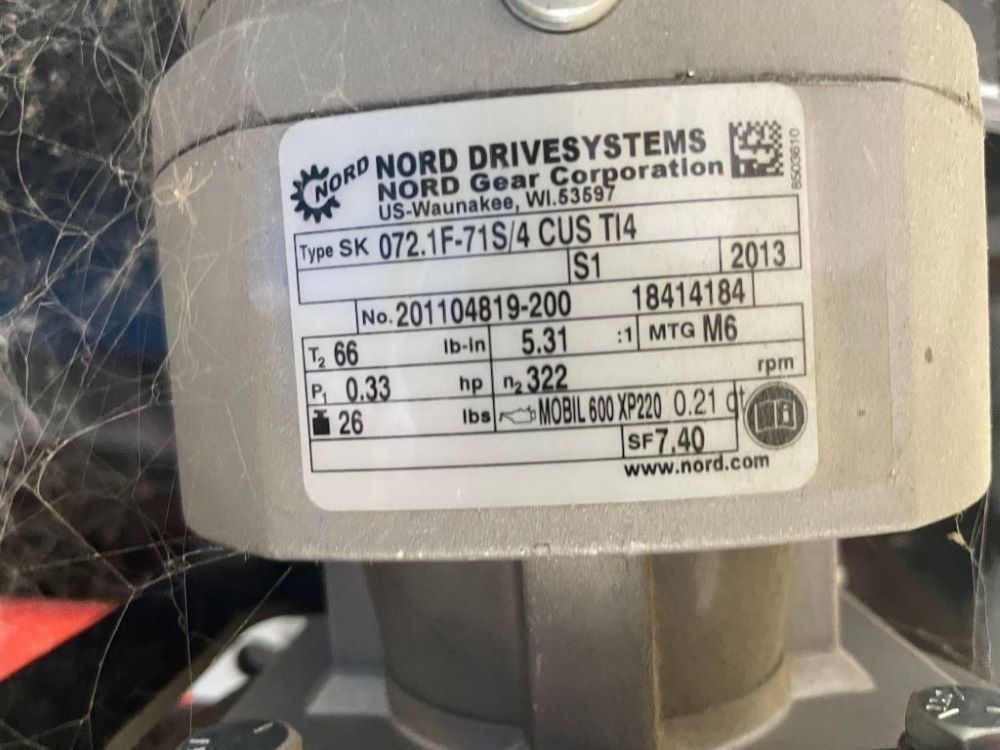 NORD
NORD DRIVESYSTEMS
NORD Gear Corporation
US-Waunakee, WI.53597
85036110
Type SK 072.1F-71S/4 CUS TI4
S1 2013
No. 201104819-200 18414184
T2 66 lb-in 5.31 :1 MTG M6
P1 0.33 hp n2 322 rpm
26 lbs MOBIL 600 XP220 0.21 qt
SF 7.40
www.nord.com